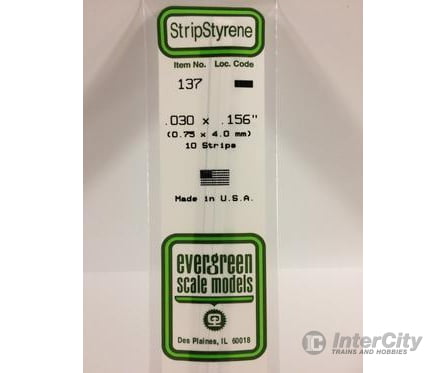 StripStyrene
Item No. Loc. Code
137
.030 x .156"
(0.75 x 4.0 mm)
10 Strips
Made in U.S.A.
evergreen
scale models
Des Plaines, IL 60018
InterCity
TRAINS AND HOBBIES